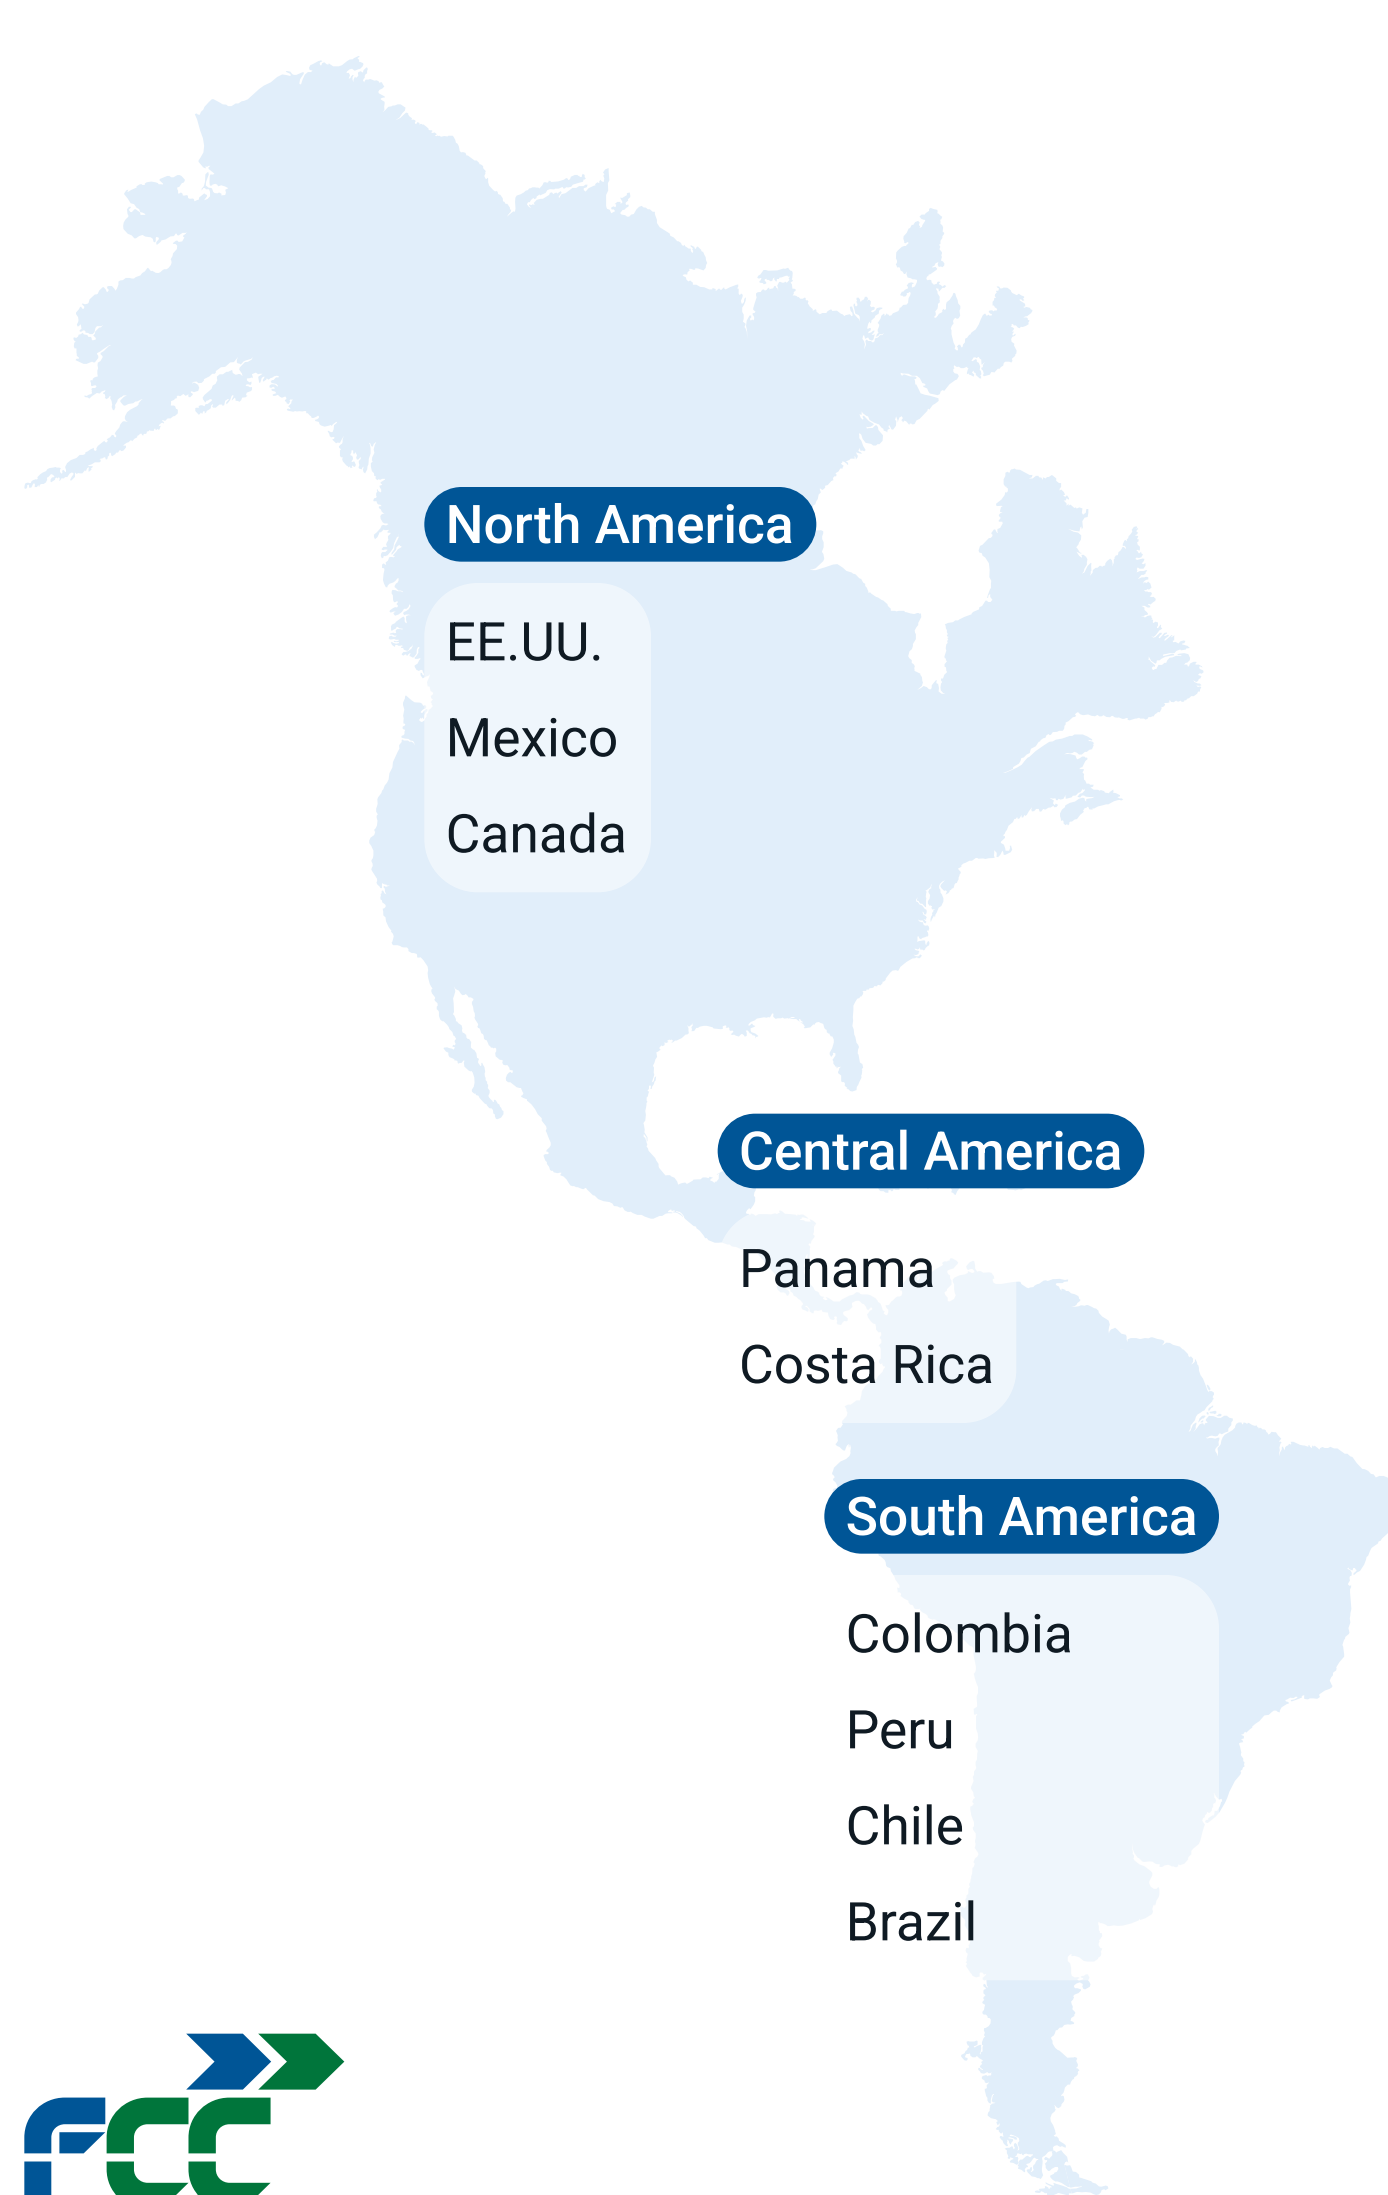 North America
EE.UU.
Mexico
Canada
Central America
Panama
Costa Rica
South America
Colombia
Peru
Chile
Brazil
FCC